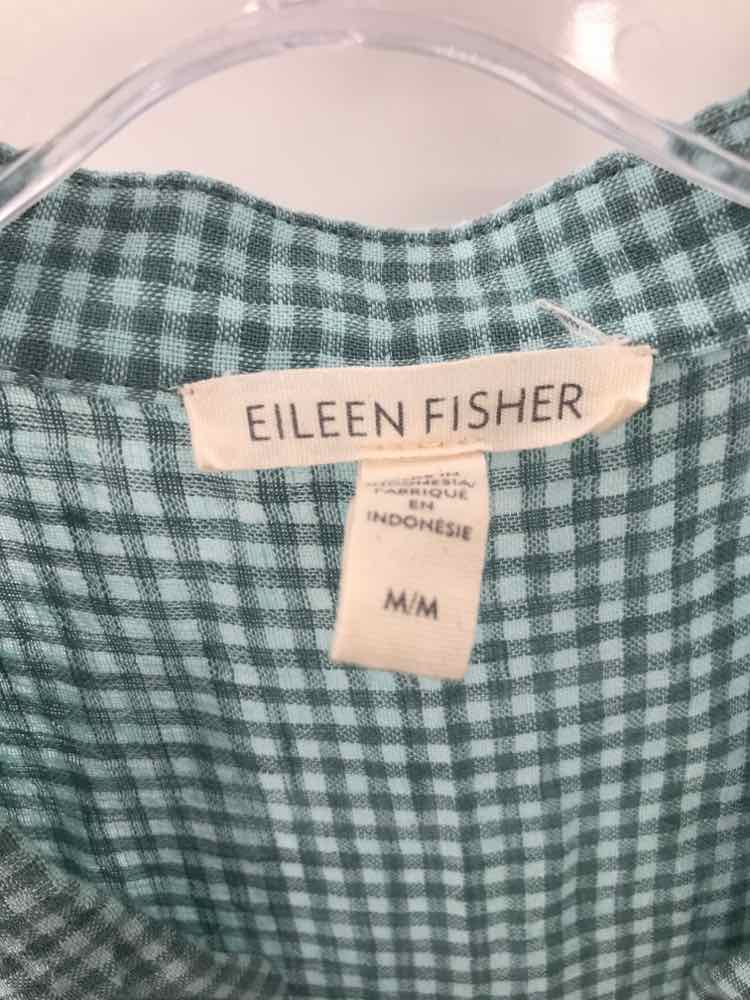 EILEEN FISHER
FABRIQUÉ
EN
INDONÉSIE
M/M